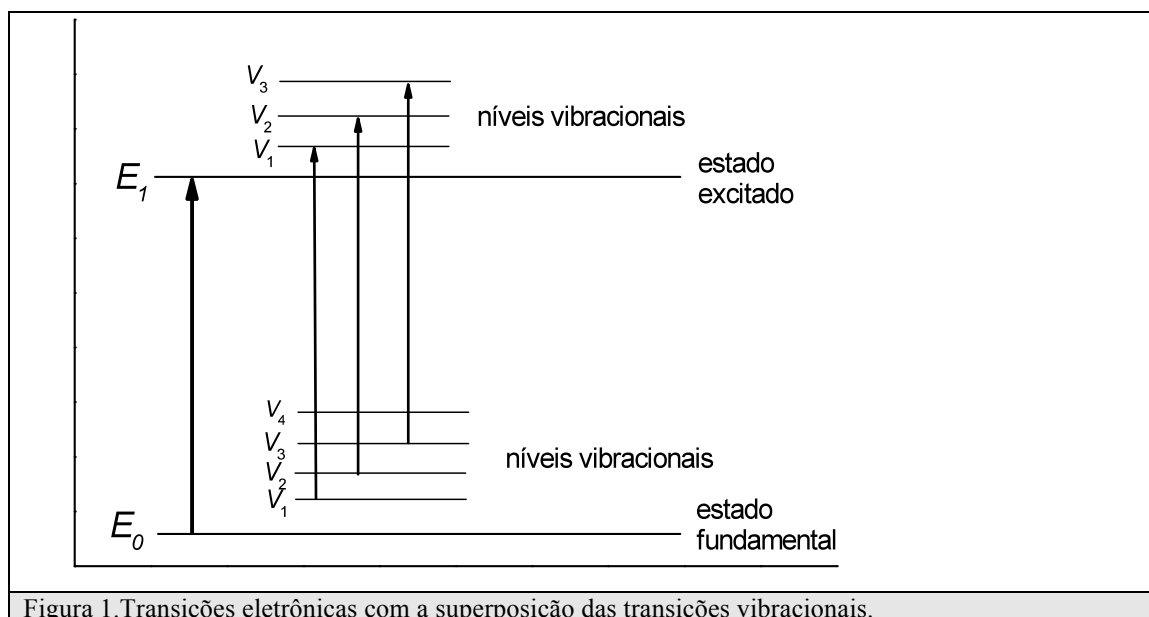 V₃
V₂
níveis vibracionais
V₁
estado
excitado
E₁
V₄
V₃
níveis vibracionais
V₂
V₁
estado
fundamental
E₀
Figura 1.Transições eletrônicas com a superposição das transições vibracionais.